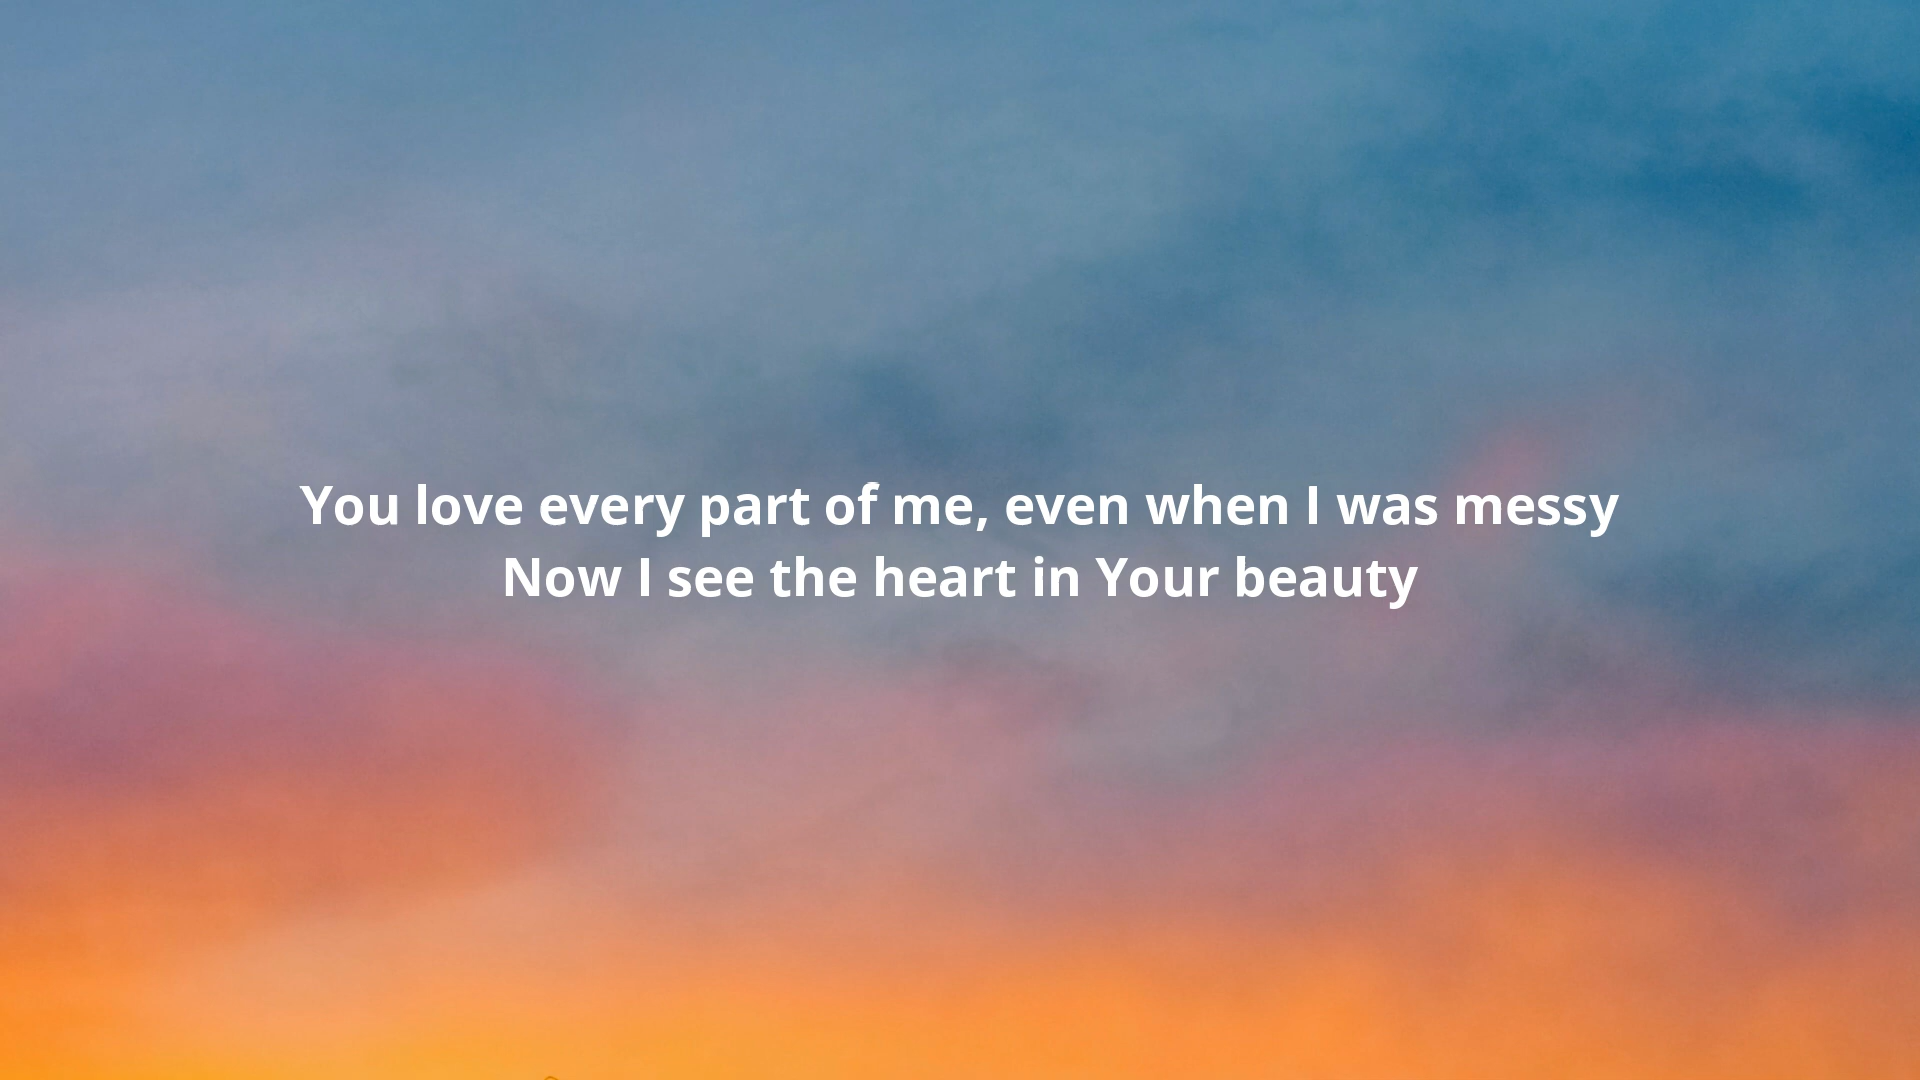 You love every part of me, even when I was messy
Now I see the heart in Your beauty